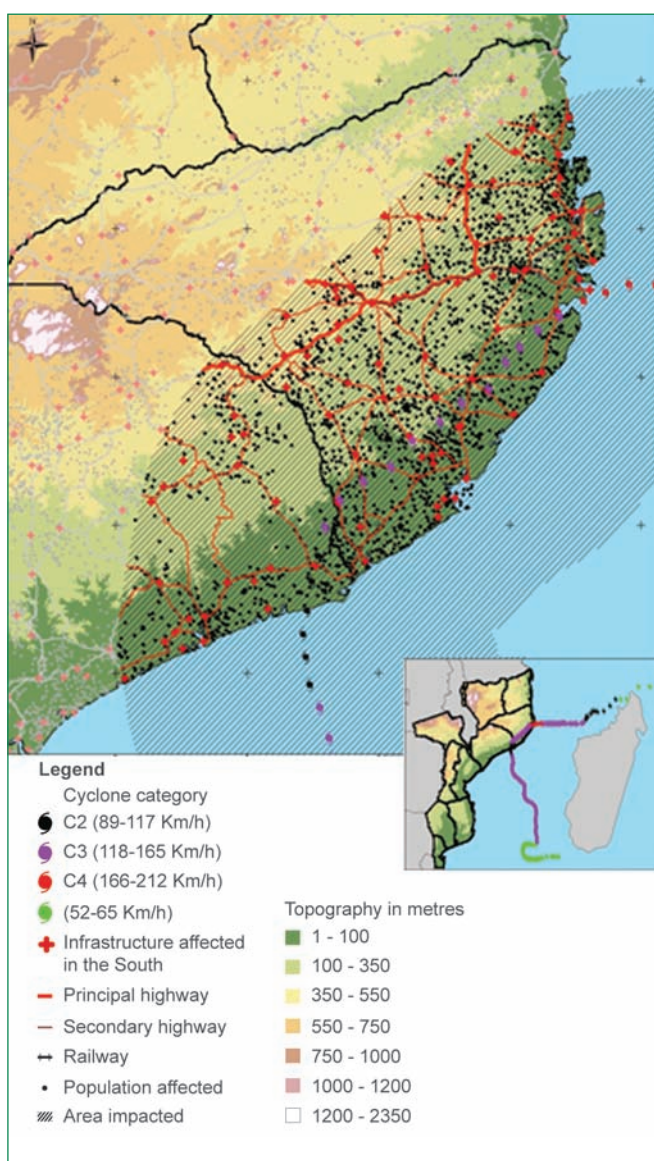 N
Legend
Cyclone category
C2 (89-117 Km/h)
C3 (118-165 Km/h)
C4 (166-212 Km/h)
(52-65 Km/h)
Infrastructure affected
in the South
Principal highway
Secondary highway
Railway
Population affected
Area impacted
Topography in metres
1 - 100
100 - 350
350 - 550
550 - 750
750 - 1000
1000 - 1200
1200 - 2350